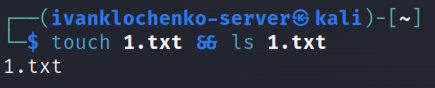 ┌──(ivanklochenko-server㉿kali)-[~]
└─$ touch 1.txt && ls 1.txt
1.txt